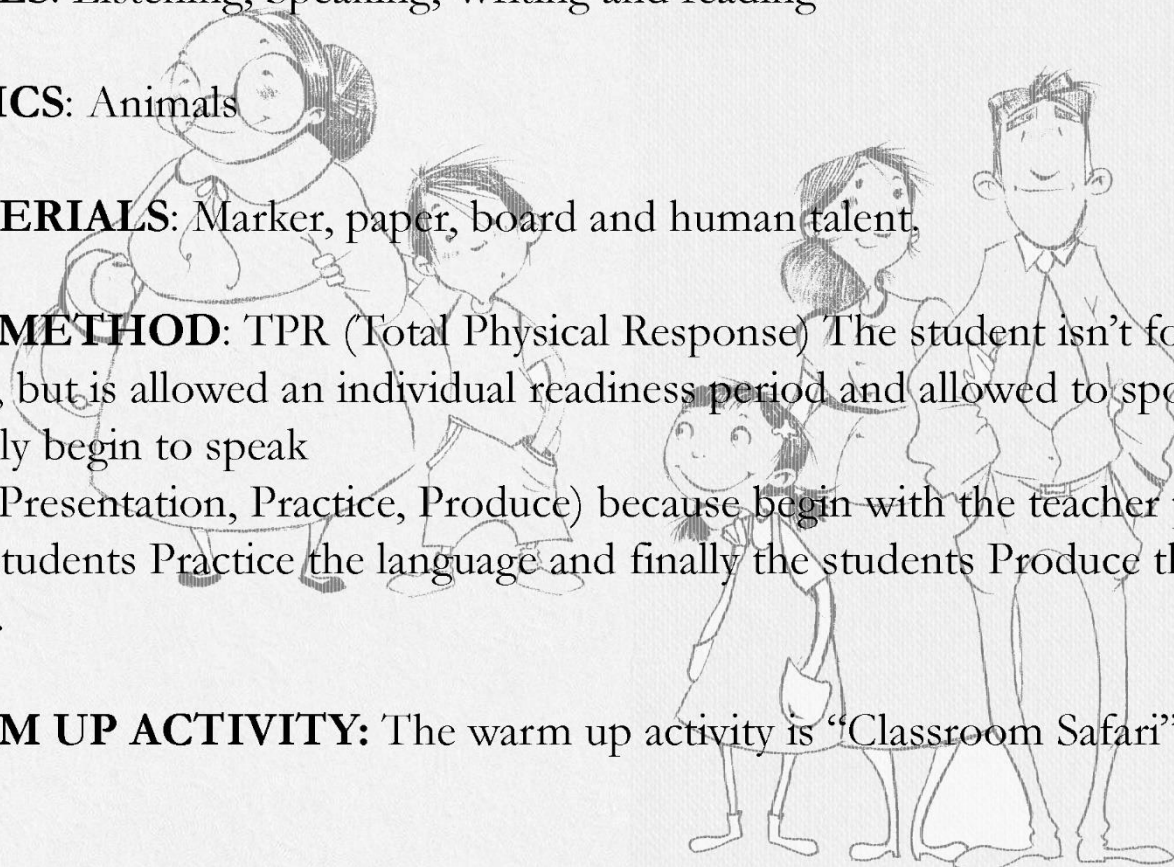 ES: Listening, Speaking, Writing and reading
ICS: Animals
ERIALS: Marker, paper, board and human talent.
METHOD: TPR (Total Physical Response) The student isn’t fo
, but is allowed an individual readiness period and allowed to spo
ly begin to speak
Presentation, Practice, Produce) because begin with the teacher
tudents Practice the language and finally the students Produce th
.
M UP ACTIVITY: The warm up activity is “Classroom Safari”